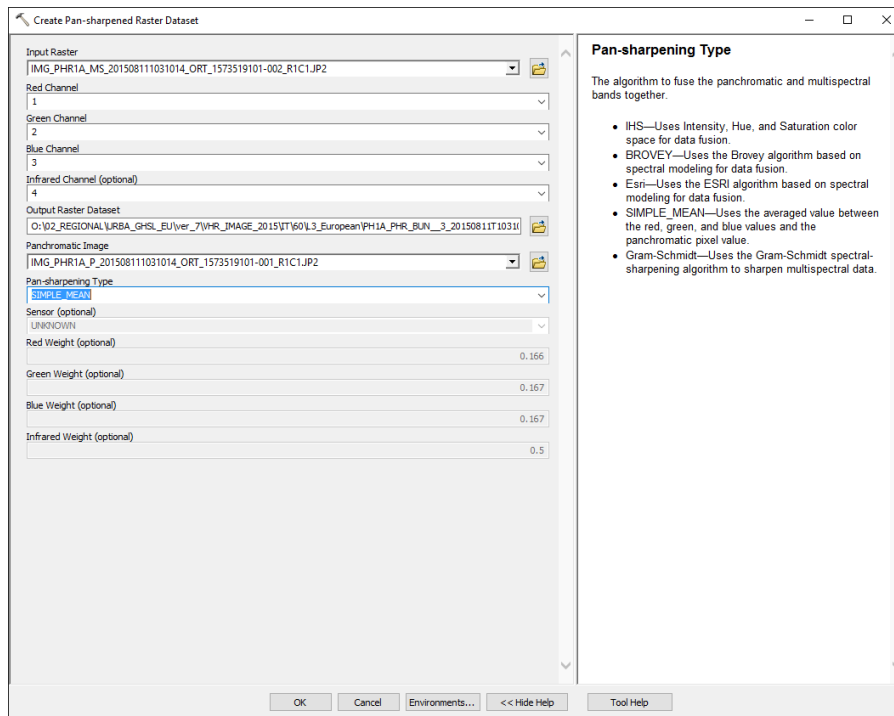 Create Pan-sharpened Raster Dataset
Input Raster
IMG_PHR1A_MS_201508111031014_ORT_1573519101-002_R1C1.JP2
Red Channel
1
Green Channel
2
Blue Channel
3
Infrared Channel (optional)
4
Output Raster Dataset
O:\02_REGIONAL\URBA_GHSL_EU\ver_7\VHR_IMAGE_2015\IT\60\L3_European\PH1A_PHR_BUN__3_20150811T10310
Panchromatic Image
IMG_PHR1A_P_201508111031014_ORT_1573519101-001_R1C1.JP2
Pan-sharpening Type
SIMPLE_MEAN
Sensor (optional)
UNKNOWN
Red Weight (optional)
0.166
Green Weight (optional)
0.167
Blue Weight (optional)
0.167
Infrared Weight (optional)
0.5
Pan-sharpening Type
The algorithm to fuse the panchromatic and multispectral
bands together.
• IHS—Uses Intensity, Hue, and Saturation color
space for data fusion.
• BROVEY—Uses the Brovey algorithm based on
spectral modeling for data fusion.
• Esri—Uses the ESRI algorithm based on spectral
modeling for data fusion.
• SIMPLE_MEAN—Uses the averaged value between
the red, green, and blue values and the
panchromatic pixel value.
• Gram-Schmidt—Uses the Gram-Schmidt spectral-
sharpening algorithm to sharpen multispectral data.
OK Cancel Environments... << Hide Help Tool Help